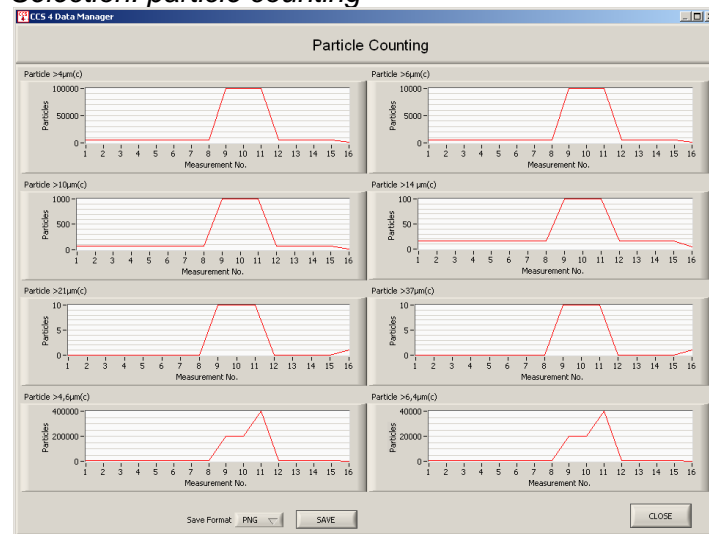 Selection: particle counting
CCS 4 Data Manager
Particle Counting
Particle >4µm(c) Particle >6µm(c)
100000
50000
0
Particles
1 2 3 4 5 6 7 8 9 10 11 12 13 14 15 16
Measurement No.
100000
50000
0
Particles
1 2 3 4 5 6 7 8 9 10 11 12 13 14 15 16
Measurement No.
Particle >10µm(c) Particle >14 µm(c)
1000
500
0
Particles
1 2 3 4 5 6 7 8 9 10 11 12 13 14 15 16
Measurement No.
100
50
0
Particles
1 2 3 4 5 6 7 8 9 10 11 12 13 14 15 16
Measurement No.
Particle >21µm(c) Particle >37µm(c)
10
5
0
Particles
1 2 3 4 5 6 7 8 9 10 11 12 13 14 15 16
Measurement No.
10
5
0
Particles
1 2 3 4 5 6 7 8 9 10 11 12 13 14 15 16
Measurement No.
Particle >4,6µm(c) Particle >6,4µm(c)
400000
200000
0
Particles
1 2 3 4 5 6 7 8 9 10 11 12 13 14 15 16
Measurement No.
40000
20000
0
Particles
1 2 3 4 5 6 7 8 9 10 11 12 13 14 15 16
Measurement No.
Save Format PNG SAVE CLOSE